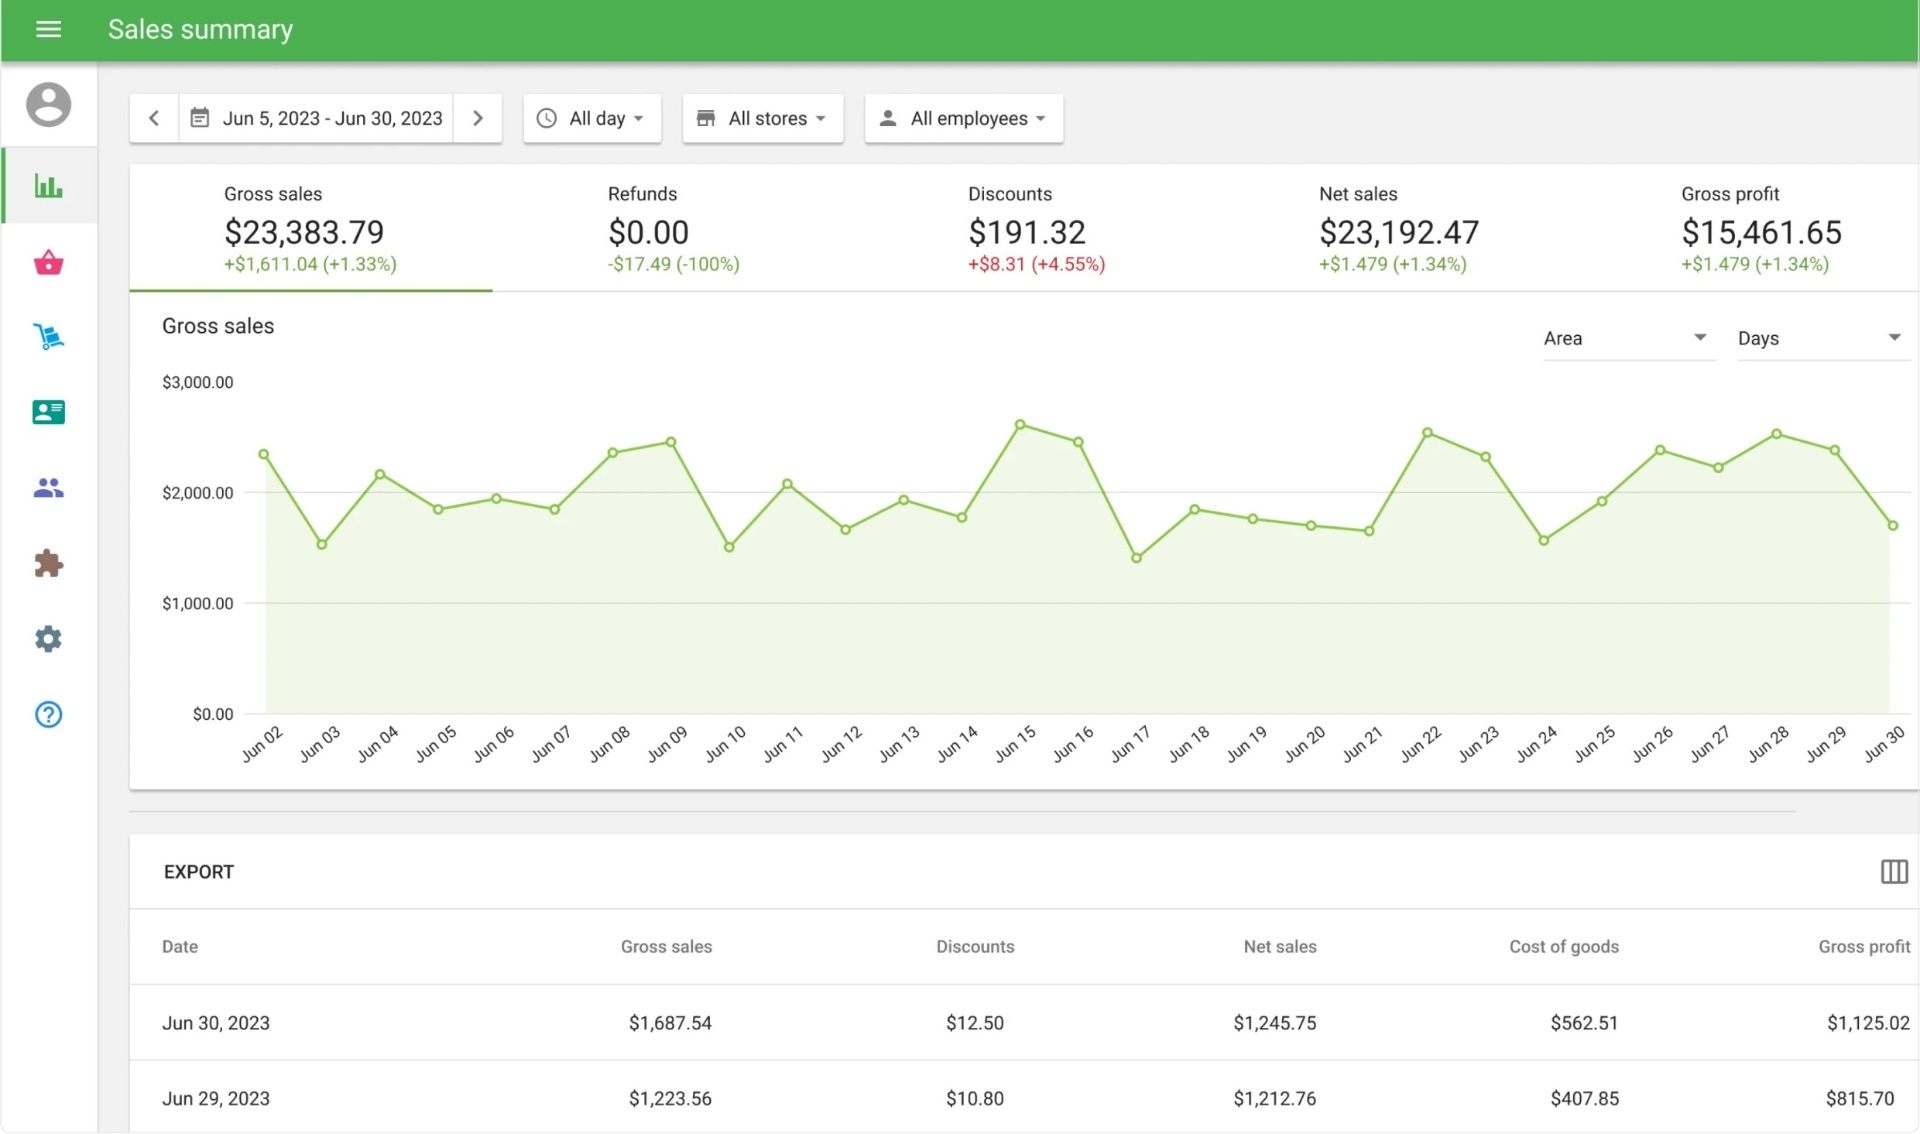 Sales summary
Jun 5, 2023 - Jun 30, 2023
All day
All stores
All employees
Gross sales
$23,383.79
+$1,611.04 (+1.33%)
Refunds
$0.00
-$17.49 (-100%)
Discounts
$191.32
+$8.31 (+4.55%)
Net sales
$23,192.47
+$1.479 (+1.34%)
Gross profit
$15,461.65
+$1.479 (+1.34%)
Gross sales
Area
Days
$3,000.00
$2,000.00
$1,000.00
$0.00
Jun 02
Jun 03
Jun 04
Jun 05
Jun 06
Jun 07
Jun 08
Jun 09
Jun 10
Jun 11
Jun 12
Jun 13
Jun 14
Jun 15
Jun 16
Jun 17
Jun 18
Jun 19
Jun 20
Jun 21
Jun 22
Jun 23
Jun 24
Jun 25
Jun 26
Jun 27
Jun 28
Jun 29
Jun 30
EXPORT
Date Gross sales Discounts Net sales Cost of goods Gross profit
Jun 30, 2023 $1,687.54 $12.50 $1,245.75 $562.51 $1,125.02
Jun 29, 2023 $1,223.56 $10.80 $1,212.76 $407.85 $815.70